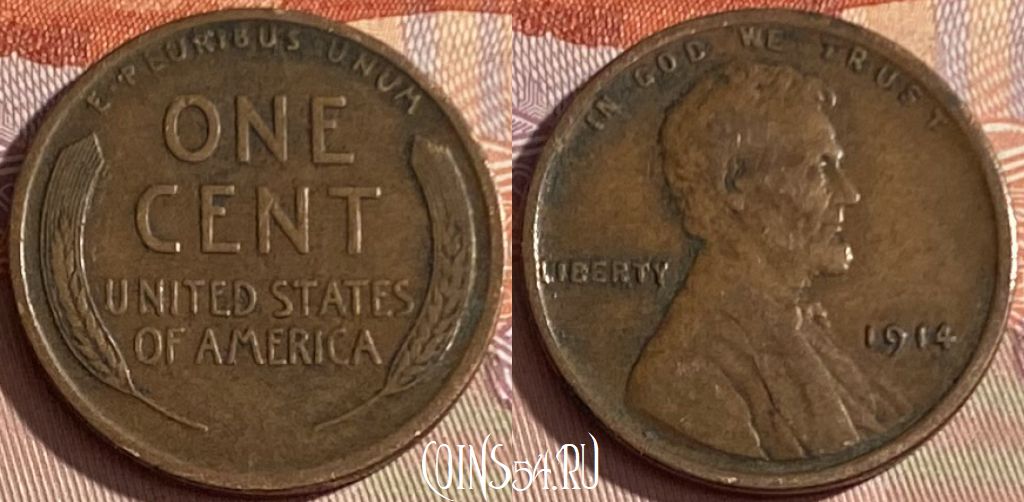 E·PLURIBUS·UNUM
ONE
CENT
UNITED STATES
OF AMERICA
IN GOD WE TRUST
LIBERTY
1914
COINS54.RU